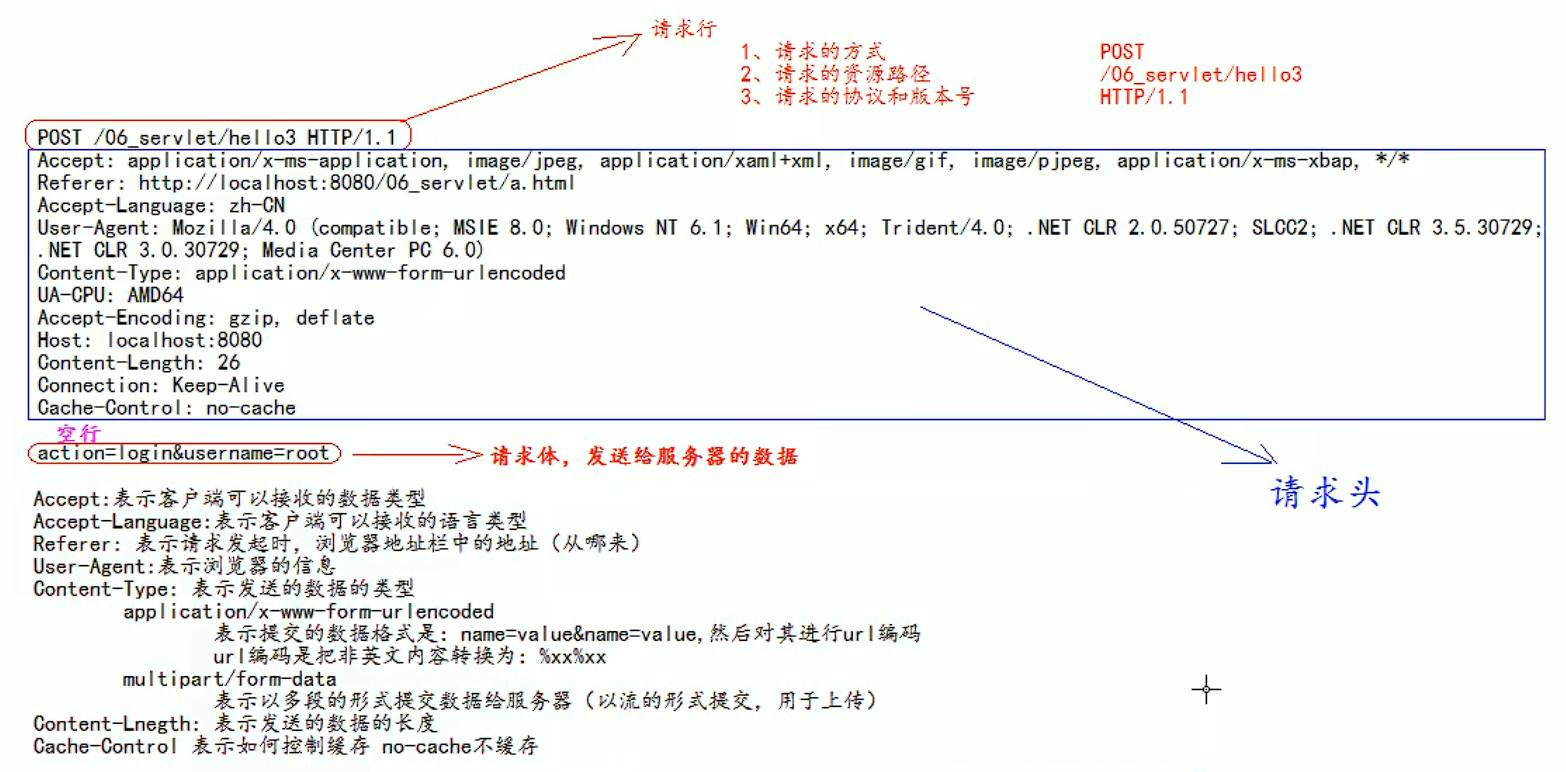 请求行
1、请求的方式 POST
2、请求的资源路径 /06_servlet/hello3
3、请求的协议和版本号 HTTP/1.1
POST /06_servlet/hello3 HTTP/1.1
Accept: application/x-ms-application, image/jpeg, application/xaml+xml, image/gif, image/pjpeg, application/x-ms-xbap, */*
Referer: http://localhost:8080/06_servlet/a.html
Accept-Language: zh-CN
User-Agent: Mozilla/4.0 (compatible; MSIE 8.0; Windows NT 6.1; Win64; x64; Trident/4.0; .NET CLR 2.0.50727; SLCC2; .NET CLR 3.5.30729;
.NET CLR 3.0.30729; Media Center PC 6.0)
Content-Type: application/x-www-form-urlencoded
UA-CPU: AMD64
Accept-Encoding: gzip, deflate
Host: localhost:8080
Content-Length: 26
Connection: Keep-Alive
Cache-Control: no-cache
空行
action=login&username=root
请求体，发送给服务器的数据
请求头
Accept:表示客户端可以接收的数据类型
Accept-Language:表示客户端可以接收的语言类型
Referer: 表示请求发起时，浏览器地址栏中的地址（从哪来）
User-Agent:表示浏览器的信息
Content-Type: 表示发送的数据的类型
application/x-www-form-urlencoded
表示提交的数据格式是: name=value&name=value,然后对其进行url编码
url编码是把非英文内容转换为: %xx%xx
multipart/form-data
表示以多段的形式提交数据给服务器（以流的形式提交，用于上传）
Content-Lnegth: 表示发送的数据的长度
Cache-Control 表示如何控制缓存 no-cache不缓存